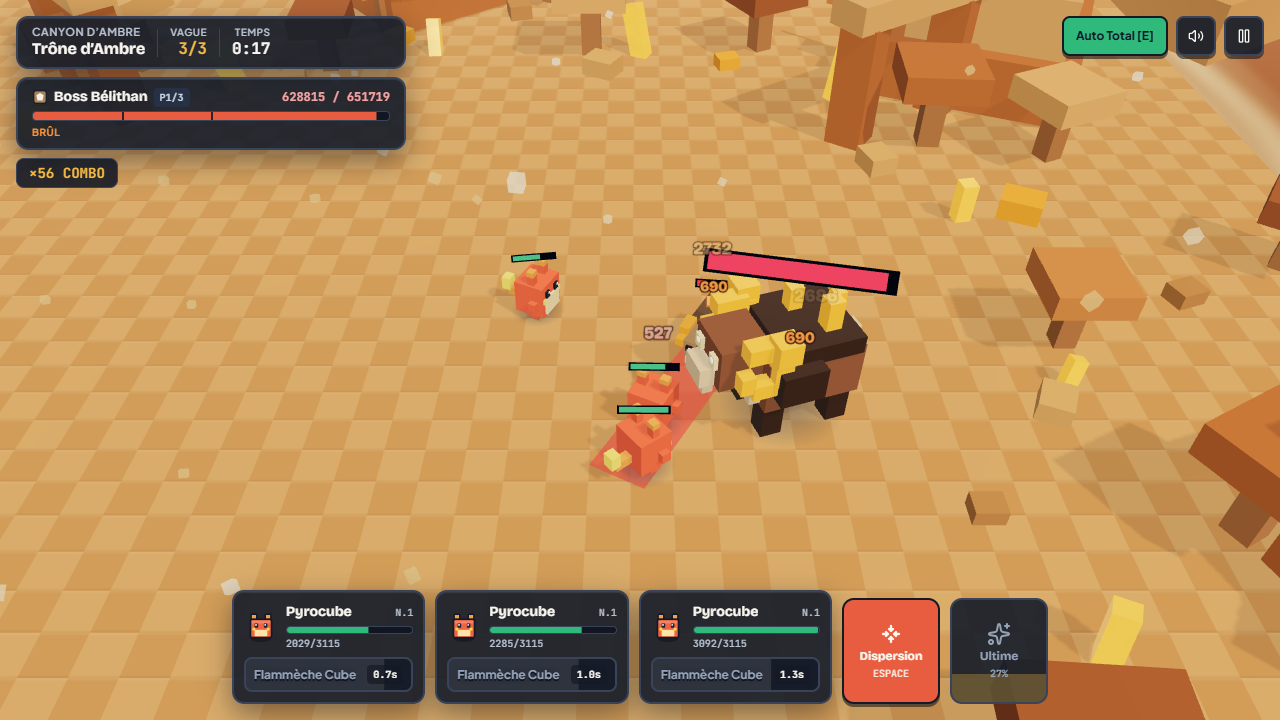 CANYON D'AMBRE
Trône d'Ambre
VAGUE
3/3
TEMPS
0:17
Auto Total [E]
Boss Bélithan P1/3 628815 / 651719
BRÛL
×56 COMBO
2732
690
527
690
Pyrocube N.1
2029/3115
Flammèche Cube 0.7s
Pyrocube N.1
2285/3115
Flammèche Cube 1.0s
Pyrocube N.1
3092/3115
Flammèche Cube 1.3s
Dispersion
ESPACE
Ultime
27%